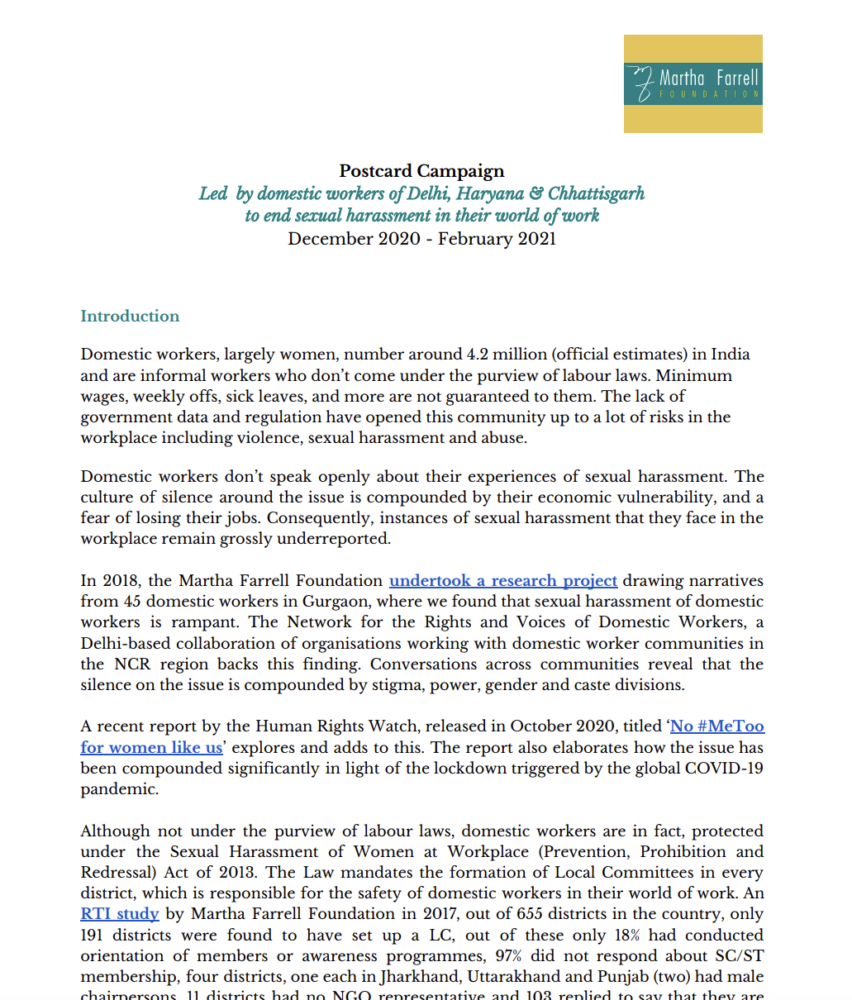 Martha Farrell
FOUNDATION
Postcard Campaign
Led by domestic workers of Delhi, Haryana & Chhattisgarh
to end sexual harassment in their world of work
December 2020 - February 2021
Introduction
Domestic workers, largely women, number around 4.2 million (official estimates) in India
and are informal workers who don’t come under the purview of labour laws. Minimum
wages, weekly offs, sick leaves, and more are not guaranteed to them. The lack of
government data and regulation have opened this community up to a lot of risks in the
workplace including violence, sexual harassment and abuse.
Domestic workers don’t speak openly about their experiences of sexual harassment. The
culture of silence around the issue is compounded by their economic vulnerability, and a
fear of losing their jobs. Consequently, instances of sexual harassment that they face in the
workplace remain grossly underreported.
In 2018, the Martha Farrell Foundation undertook a research project drawing narratives
from 45 domestic workers in Gurgaon, where we found that sexual harassment of domestic
workers is rampant. The Network for the Rights and Voices of Domestic Workers, a
Delhi-based collaboration of organisations working with domestic worker communities in
the NCR region backs this finding. Conversations across communities reveal that the
silence on the issue is compounded by stigma, power, gender and caste divisions.
A recent report by the Human Rights Watch, released in October 2020, titled ‘No #MeToo
for women like us’ explores and adds to this. The report also elaborates how the issue has
been compounded significantly in light of the lockdown triggered by the global COVID-19
pandemic.
Although not under the purview of labour laws, domestic workers are in fact, protected
under the Sexual Harassment of Women at Workplace (Prevention, Prohibition and
Redressal) Act of 2013. The Law mandates the formation of Local Committees in every
district, which is responsible for the safety of domestic workers in their world of work. An
RTI study by Martha Farrell Foundation in 2017, out of 655 districts in the country, only
191 districts were found to have set up a LC, out of these only 18% had conducted
orientation of members or awareness programmes, 97% did not respond about SC/ST
membership, four districts, one each in Jharkhand, Uttarakhand and Punjab (two) had male
chairpersons, 11 districts had no NGO representative and 103 replied to say that they are